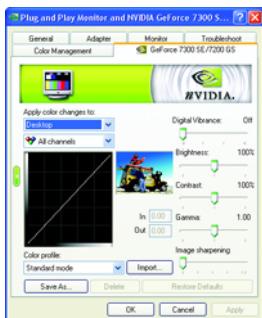 Plug and Play Monitor and NVIDIA GeForce 7300 S...
General
Adapter
Monitor
Troubleshoot
Color Management
GeForce 7300 SE/7200 GS
NVIDIA.
Apply color changes to:
Desktop
All channels
Digital Vibrance: Off
Brightness: 100%
Contrast: 100%
In 0.00
Out 0.00
Gamma: 1.00
Image sharpening
Color profile:
Standard mode
Import...
Save As...
Delete
Restore Defaults
OK
Cancel
Apply